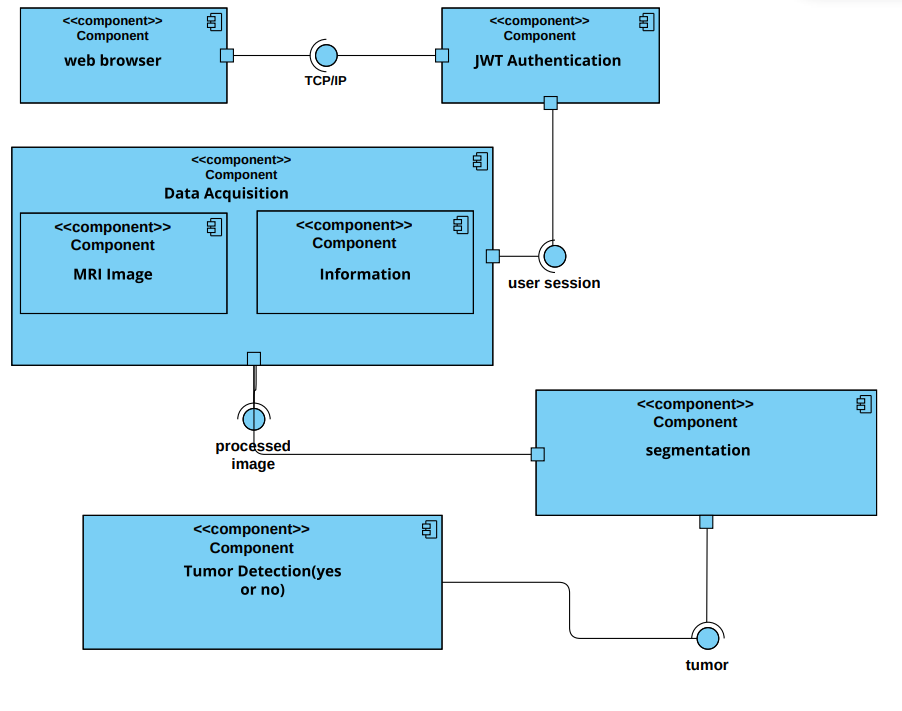 <<component>>
Component
web browser
TCP/IP
<<component>>
Component
JWT Authentication
<<component>>
Component
Data Acquisition
<<component>>
Component
MRI Image
<<component>>
Component
Information
user session
processed
image
<<component>>
Component
segmentation
<<component>>
Component
Tumor Detection(yes
or no)
tumor